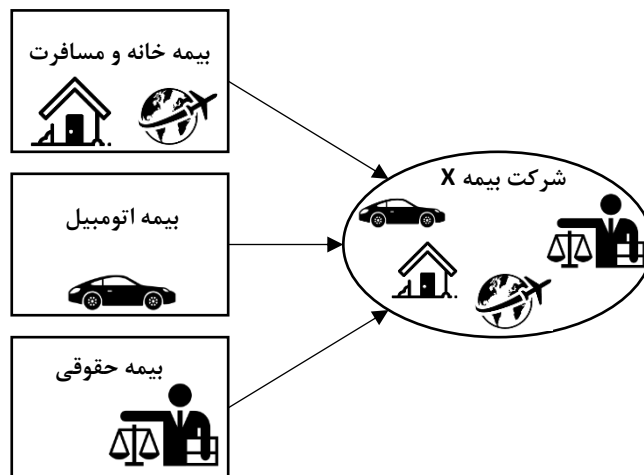 بیمه خانه و مسافرت
شرکت بیمه X
بیمه اتومبیل
بیمه حقوقی